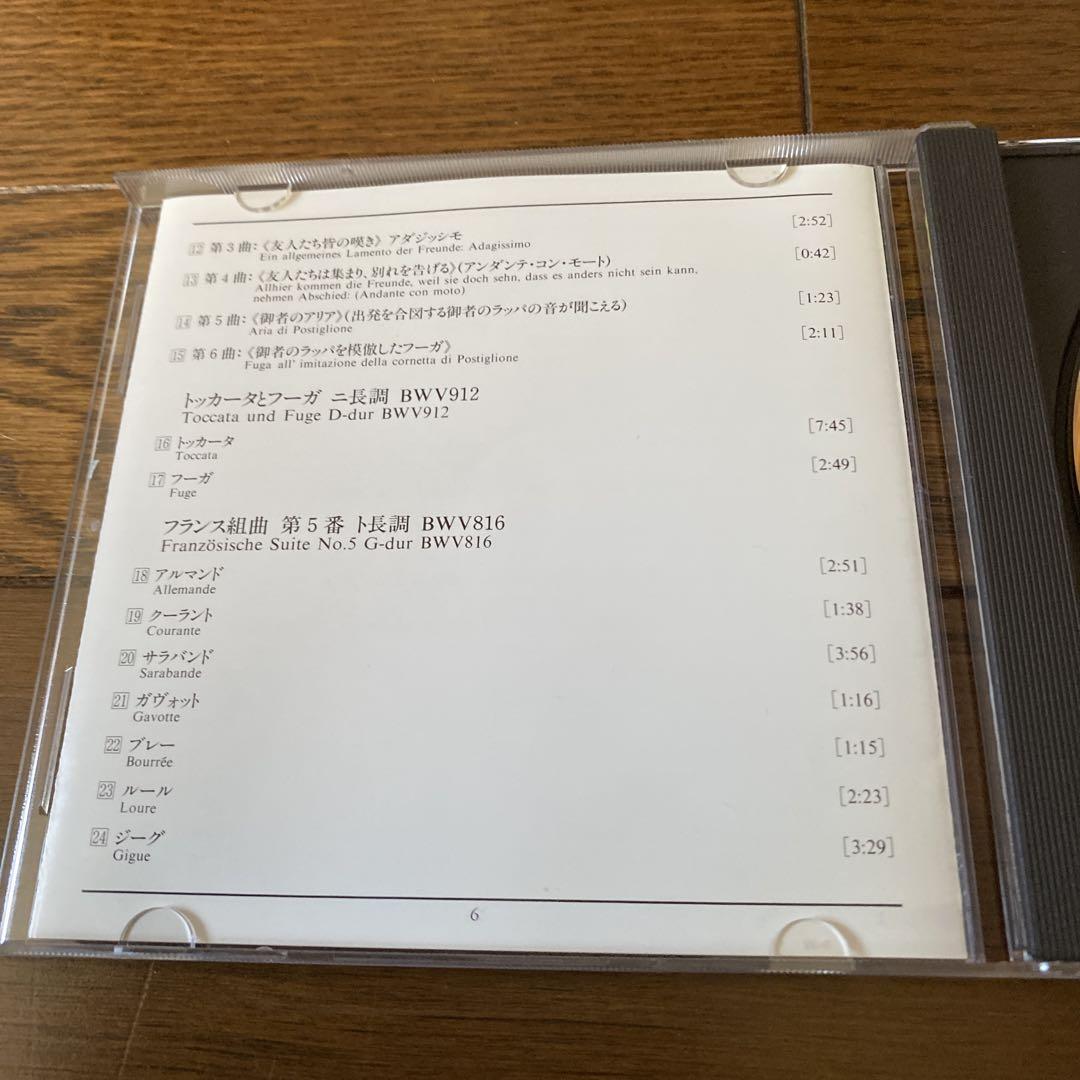 12 第3曲：《友人たち皆の嘆き》 アダジッシモ [2:52]
Ein allgemeines Lamento der Freunde: Adagissimo
13 第4曲：《友人たちは集まり、別れを告げる》（アンダンテ・コン・モート） [0:42]
Allhier kommen die Freunde, weil sie doch sehn, dass es anders nicht sein kann,
nehmen Abschied: (Andante con moto)
14 第5曲：《御者のアリア》（出発を合図する御者のラッパの音が聞こえる） [1:23]
Aria di Postiglione
15 第6曲：《御者のラッパを模倣したフーガ》 [2:11]
Fuga all' imitazione della cornetta di Postiglione
トッカータとフーガ ニ長調 BWV912
Toccata und Fuge D-dur BWV912
16 トッカータ [7:45]
Toccata
17 フーガ [2:49]
Fuge
フランス組曲 第5番 ト長調 BWV816
Französische Suite No.5 G-dur BWV816
18 アルマンド [2:51]
Allemande
19 クーラント [1:38]
Courante
20 サラバンド [3:56]
Sarabande
21 ガヴォット [1:16]
Gavotte
22 ブレー [1:15]
Bourrée
23 ルール [2:23]
Loure
24 ジーグ [3:29]
Gigue
6